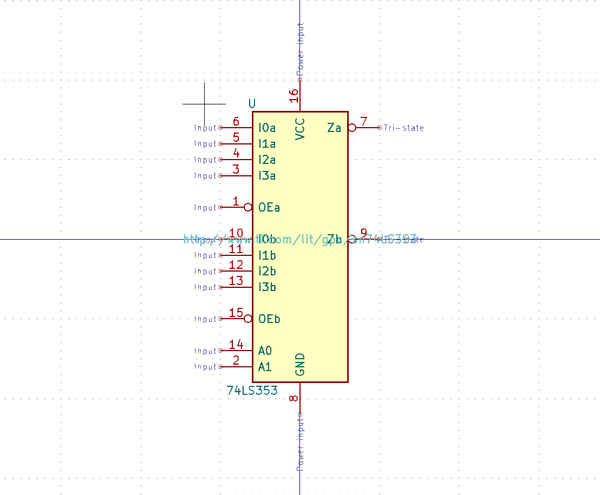 Power input
16
U
VCC
Input 6 I0a
Za 7 Tri-state
Input 5 I1a
Input 4 I2a
Input 3 I3a
Input 1 OEa
10 I0b
http://www.ti.com/lit/gpn/sn74LS353
Zb 9
Input 11 I1b
Input 12 I2b
Input 13 I3b
Input 15 OEb
Input 14 A0
Input 2 A1
GND
74LS353
8
Power input